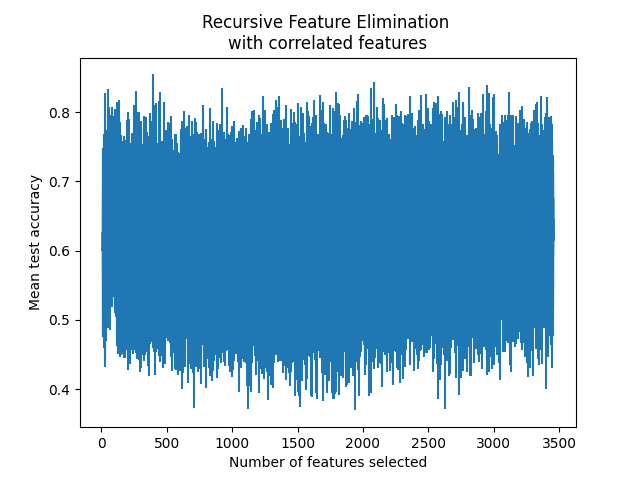 Recursive Feature Elimination
with correlated features
Mean test accuracy
0.8
0.7
0.6
0.5
0.4
0 500 1000 1500 2000 2500 3000 3500
Number of features selected